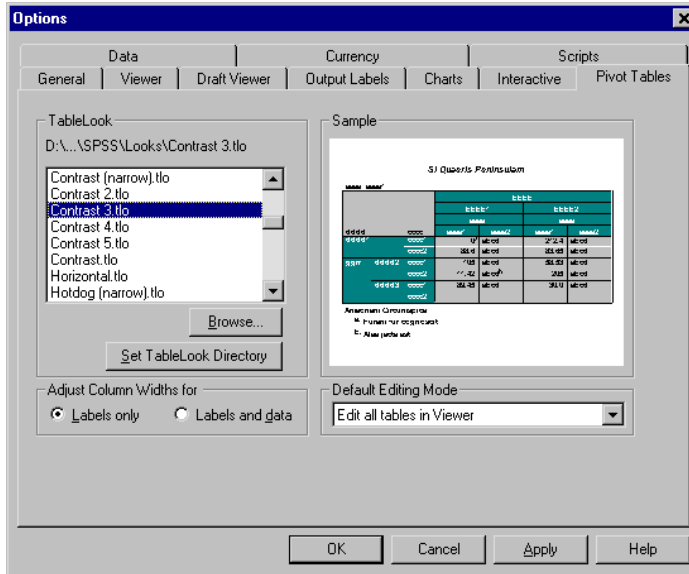 Options
Data Currency Scripts
General Viewer Draft Viewer Output Labels Charts Interactive Pivot Tables
TableLook
D:\...\SPSS\Looks\Contrast 3.tlo
Contrast (narrow).tlo
Contrast 2.tlo
Contrast 3.tlo
Contrast 4.tlo
Contrast 5.tlo
Contrast.tlo
Horizontal.tlo
Hotdog (narrow).tlo
Browse...
Set TableLook Directory
Sample
Si Quaeris Peninsulam
Adjust Column Widths for
Labels only Labels and data
Default Editing Mode
Edit all tables in Viewer
OK Cancel Apply Help